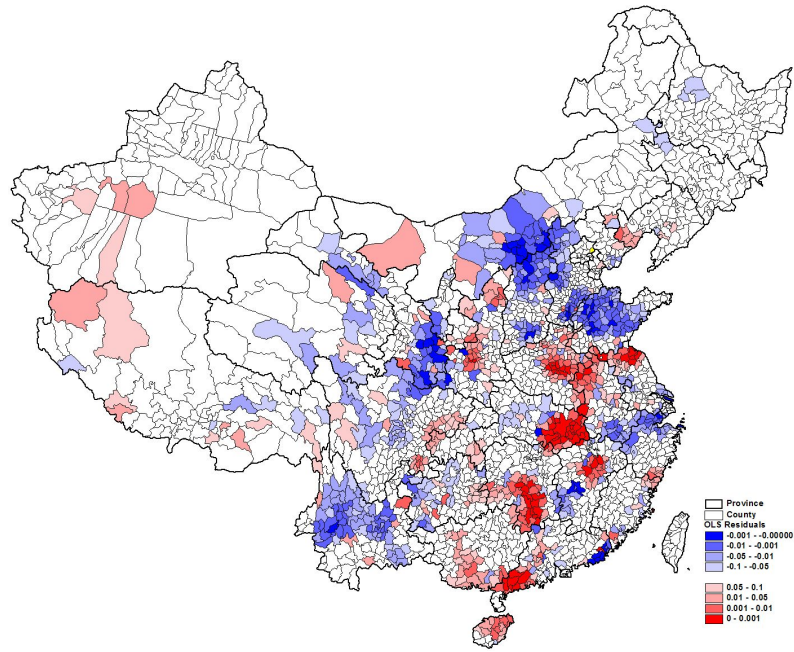 Province
County
OLS Residuals
-0.001 - -0.00000
-0.01 - -0.001
-0.05 - -0.01
-0.1 - -0.05
0.05 - 0.1
0.01 - 0.05
0.001 - 0.01
0 - 0.001